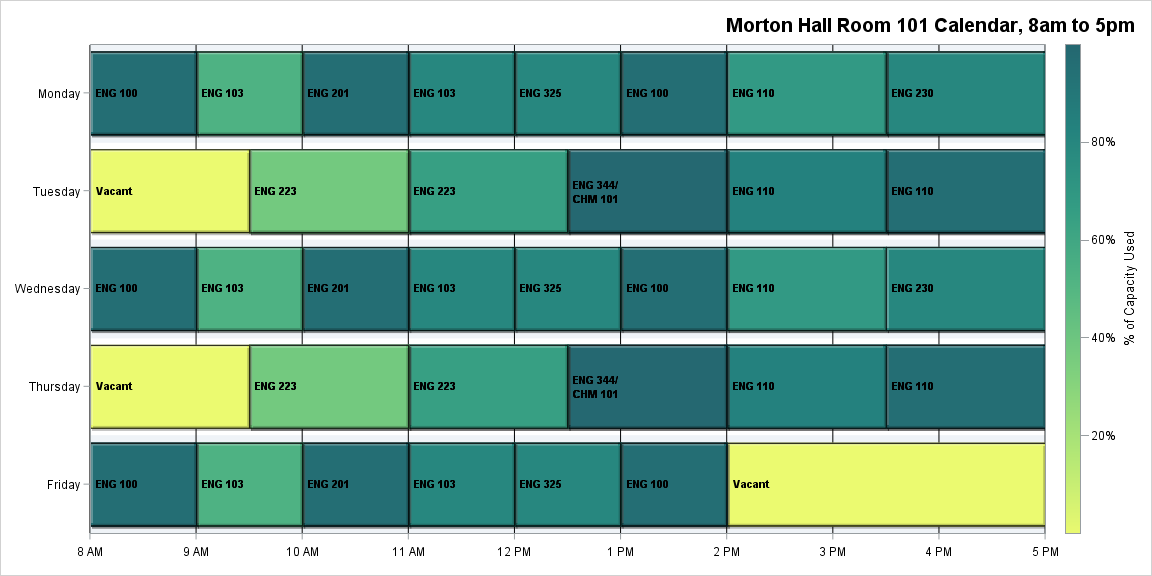 Morton Hall Room 101 Calendar, 8am to 5pm
Monday
ENG 100
ENG 103
ENG 201
ENG 103
ENG 325
ENG 100
ENG 110
ENG 230
Tuesday
Vacant
ENG 223
ENG 223
ENG 344/
CHM 101
ENG 110
ENG 110
Wednesday
ENG 100
ENG 103
ENG 201
ENG 103
ENG 325
ENG 100
ENG 110
ENG 230
Thursday
Vacant
ENG 223
ENG 223
ENG 344/
CHM 101
ENG 110
ENG 110
Friday
ENG 100
ENG 103
ENG 201
ENG 103
ENG 325
ENG 100
Vacant
8 AM
9 AM
10 AM
11 AM
12 PM
1 PM
2 PM
3 PM
4 PM
5 PM
80%
60%
40%
20%
% of Capacity Used